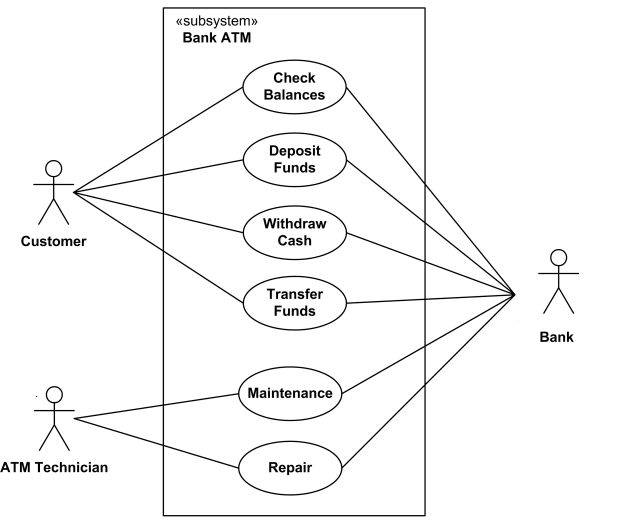 «subsystem»
Bank ATM
Check
Balances
Deposit
Funds
Withdraw
Cash
Customer
Transfer
Funds
Bank
Maintenance
ATM Technician
Repair